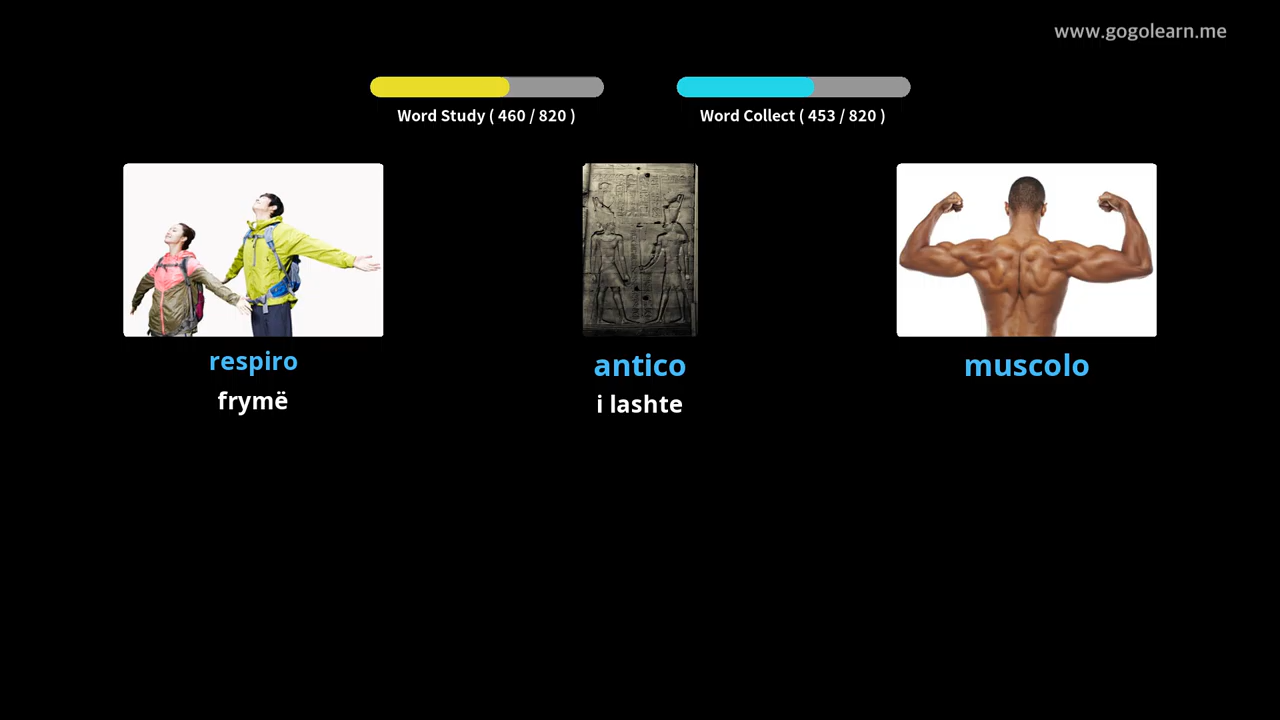 www.gogolearn.me
Word Study ( 460 / 820 )
Word Collect ( 453 / 820 )
respiro
frymë
antico
i lashte
muscolo